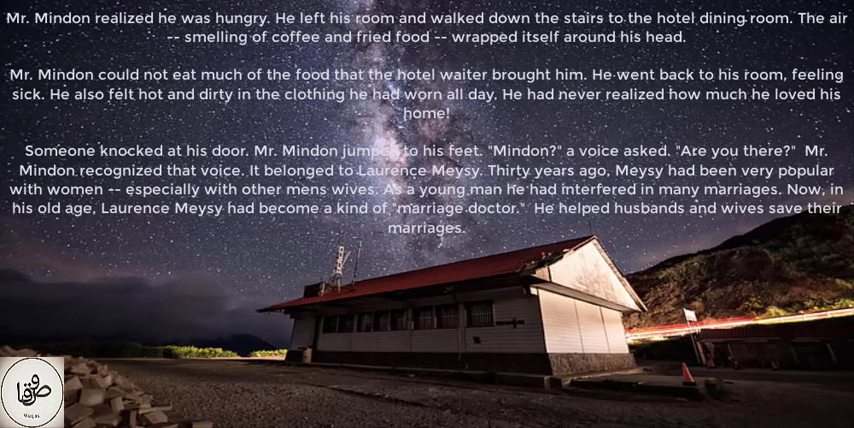 Mr. Mindon realized he was hungry. He left his room and walked down the stairs to the hotel dining room. The air
-- smelling of coffee and fried food -- wrapped itself around his head.
Mr. Mindon could not eat much of the food that the hotel waiter brought him. He went back to his room, feeling
sick. He also felt hot and dirty in the clothing he had worn all day. He had never realized how much he loved his
home!
Someone knocked at his door. Mr. Mindon jumped to his feet. "Mindon?" a voice asked. "Are you there?" Mr.
Mindon recognized that voice. It belonged to Laurence Meysy. Thirty years ago, Meysy had been very popular
with women -- especially with other mens wives. As a young man he had interfered in many marriages. Now, in
his old age, Laurence Meysy had become a kind of "marriage doctor." He helped husbands and wives save their
marriages.